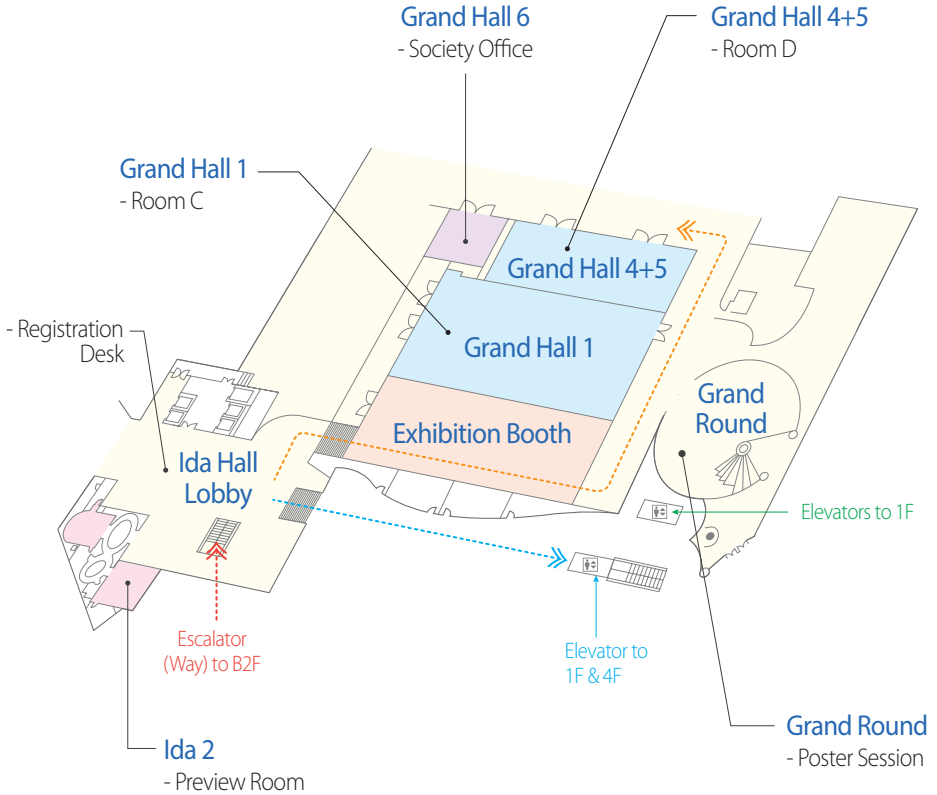 Grand Hall 6
- Society Office
Grand Hall 4+5
- Room D
Grand Hall 1
- Room C
Grand Hall 4+5
- Registration
Desk
Grand Hall 1
Grand
Round
Exhibition Booth
Ida Hall
Lobby
Elevators to 1F
Escalator
(Way) to B2F
Elevator to
1F & 4F
Grand Round
- Poster Session
Ida 2
- Preview Room